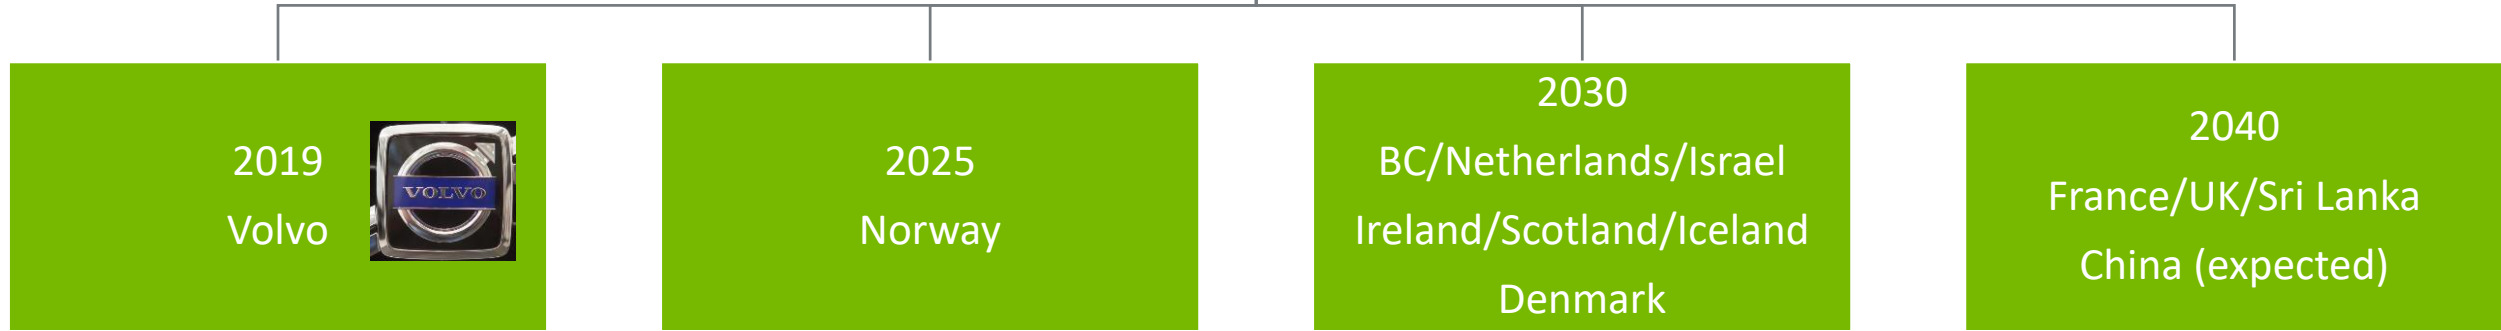 2019
Volvo
VOLVO
2025
Norway
2030
BC/Netherlands/Israel
Ireland/Scotland/Iceland
Denmark
2040
France/UK/Sri Lanka
China (expected)